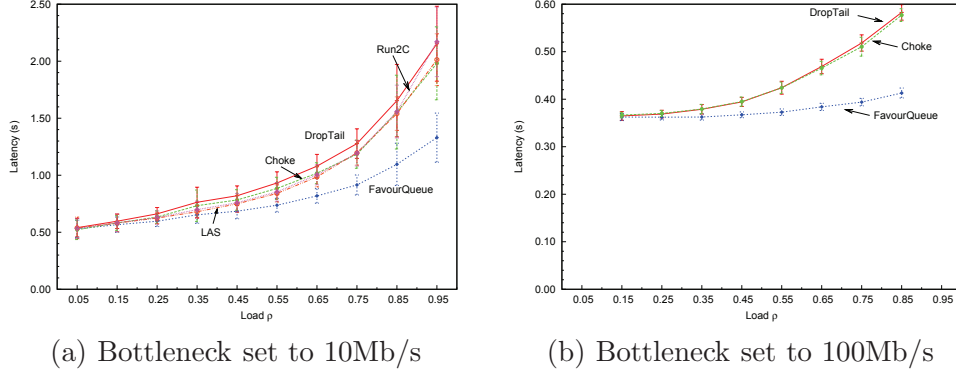 2.50
2.00
1.50
1.00
0.50
0.00
Latency (s)
Run2C
DropTail
Choke
FavourQueue
LAS
0.05 0.15 0.25 0.35 0.45 0.55 0.65 0.75 0.85 0.95
Load ρ
(a) Bottleneck set to 10Mb/s
0.60
0.50
0.40
0.30
0.20
0.10
0.00
Latency (s)
DropTail
Choke
FavourQueue
0.05 0.15 0.25 0.35 0.45 0.55 0.65 0.75 0.85 0.95
Load ρ
(b) Bottleneck set to 100Mb/s